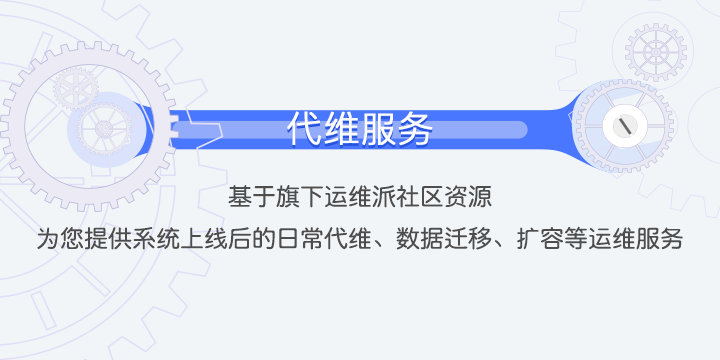 代维服务
基于旗下运维派社区资源
为您提供系统上线后的日常代维、数据迁移、扩容等运维服务